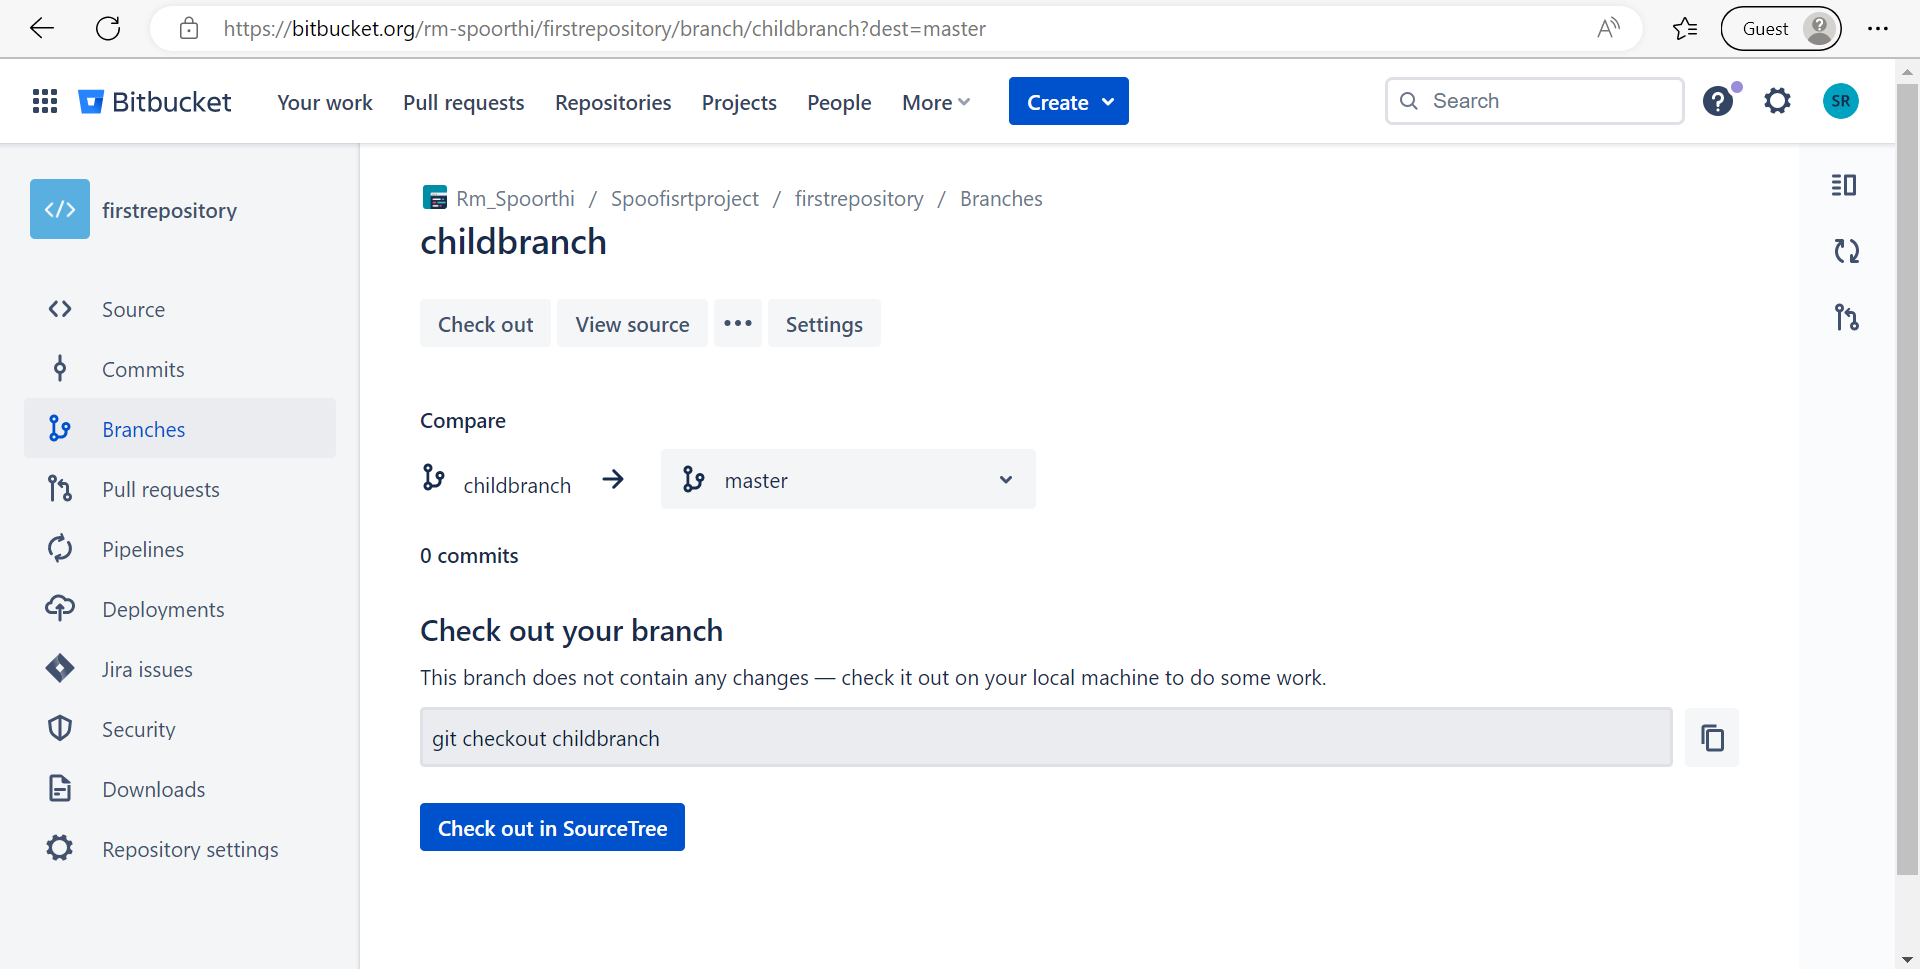 https://bitbucket.org/rm-spoorthi/firstrepository/branch/childbranch?dest=master
A
Guest
Bitbucket
Your work
Pull requests
Repositories
Projects
People
More
Create
Search
?
SR
</> firstrepository
Source
Commits
Branches
Pull requests
Pipelines
Deployments
Jira issues
Security
Downloads
Repository settings
Rm_Spoorthi / Spoofisrtproject / firstrepository / Branches
childbranch
Check out
View source
Settings
Compare
childbranch → master
0 commits
Check out your branch
This branch does not contain any changes — check it out on your local machine to do some work.
git checkout childbranch
Check out in SourceTree